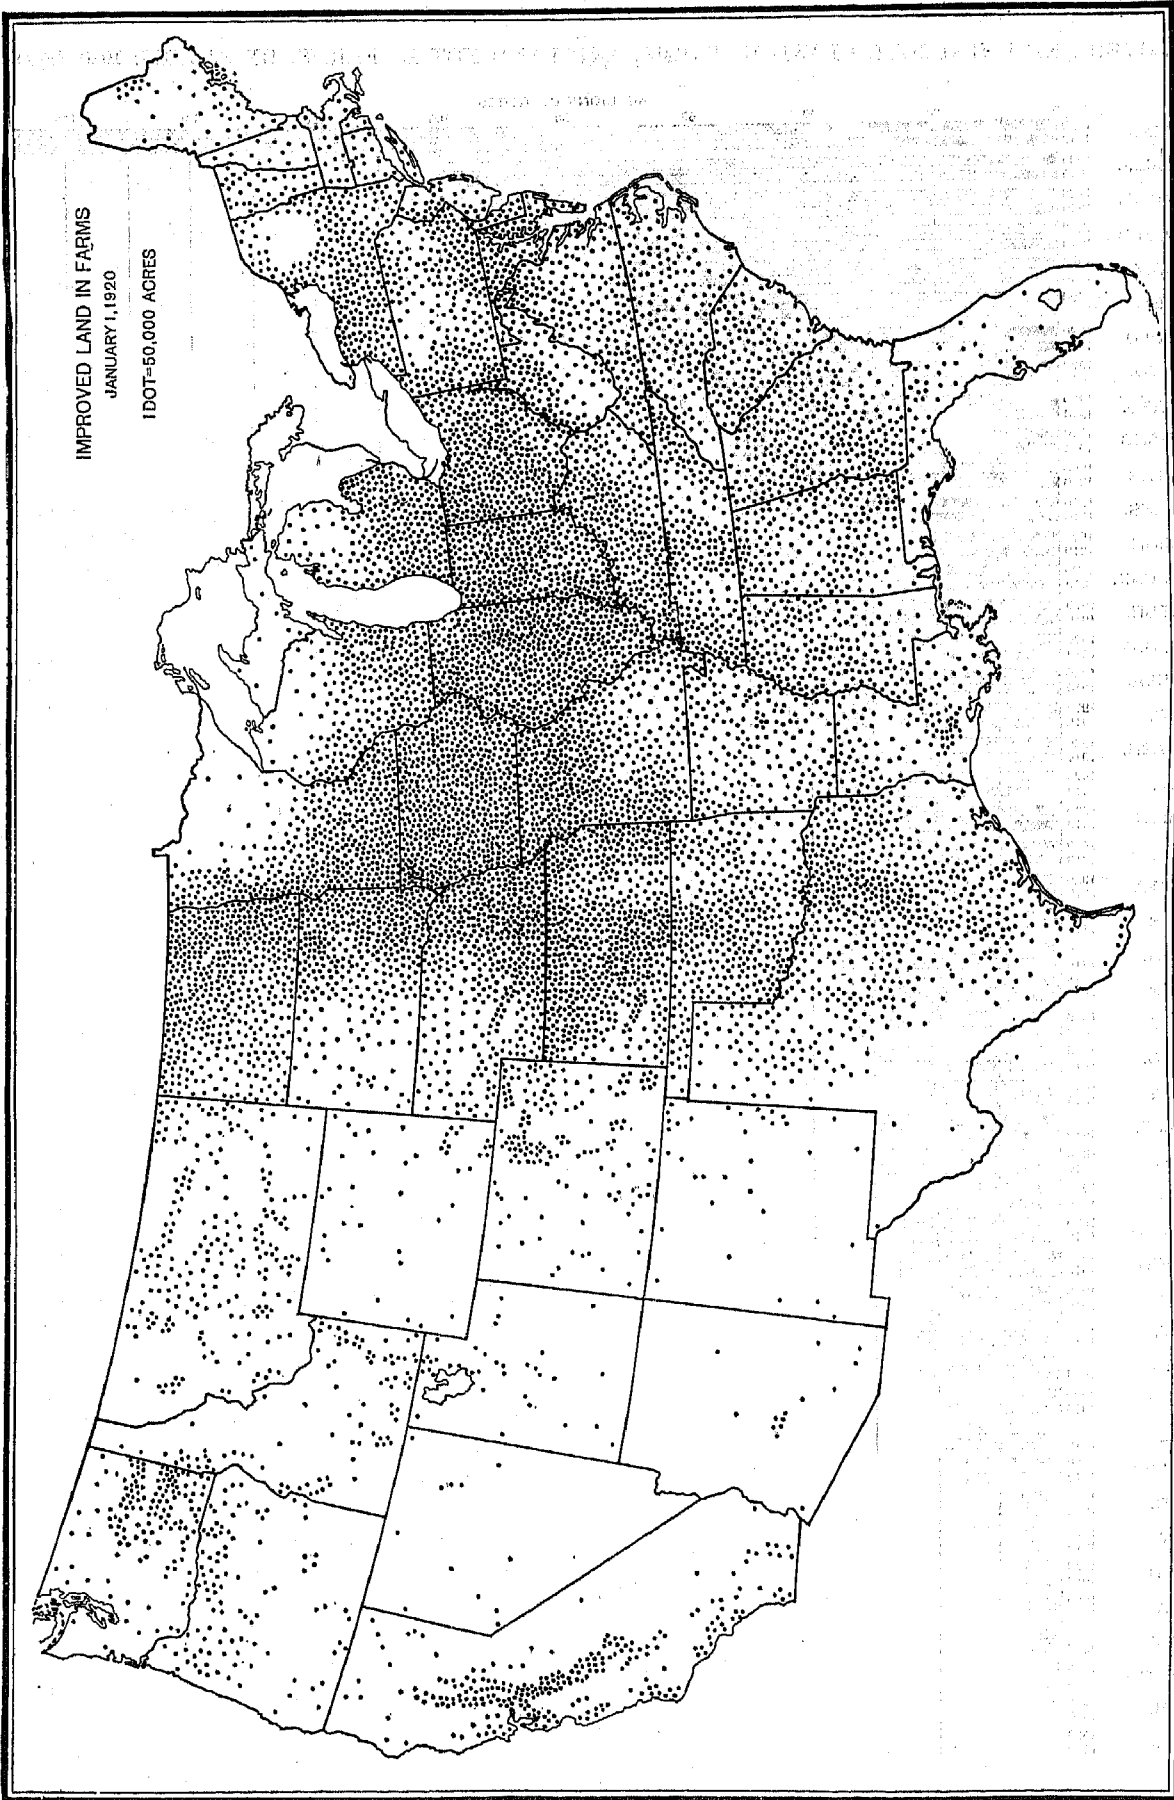 IMPROVED LAND IN FARMS
JANUARY 1, 1920
1 DOT=50,000 ACRES